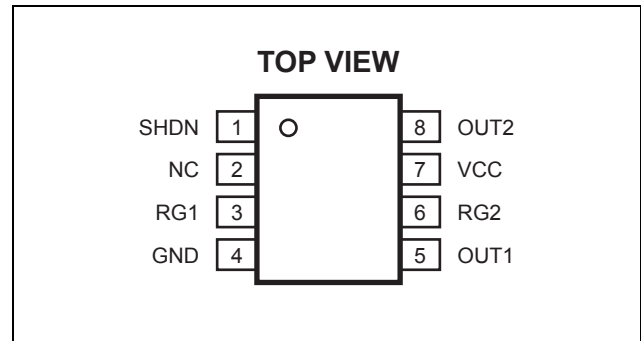 TOP VIEW
SHDN 1 8 OUT2
NC 2 7 VCC
RG1 3 6 RG2
GND 4 5 OUT1